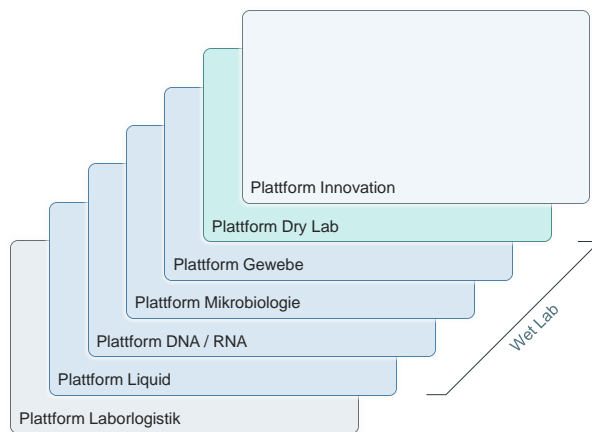 Plattform Innovation
Plattform Dry Lab
Plattform Gewebe
Plattform Mikrobiologie
Plattform DNA / RNA
Plattform Liquid
Plattform Laborlogistik
Wet Lab